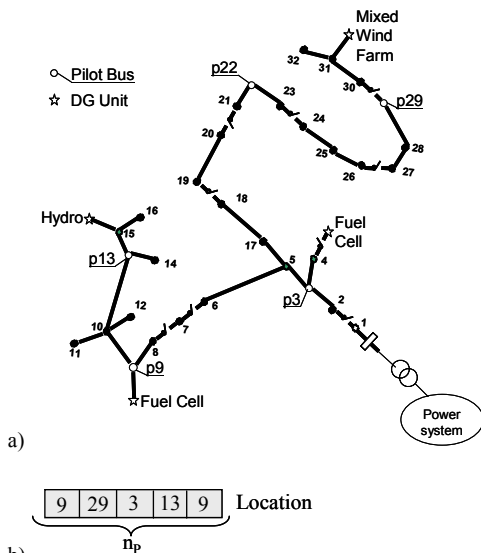 a)
Pilot Bus
DG Unit
Mixed
Wind
Farm
32
31
30
p29
28
27
26
25
24
23
p22
21
20
19
18
17
Hydro
16
15
p13
14
12
10
11
p9
8
7
6
5
Fuel
Cell
4
p3
2
1
Fuel Cell
Power
system
a)
9 29 3 13 9 Location
nP
b)